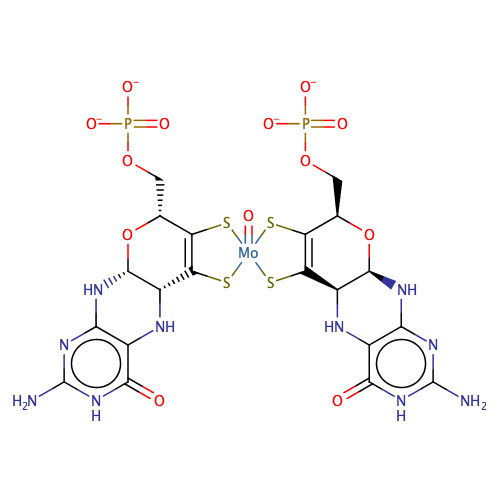 O⁻ O⁻
O⁻ P O O⁻ P O
O O
S O S
O Mo O
S S
HN NH HN NH
N N
H₂N N H O O N H NH₂